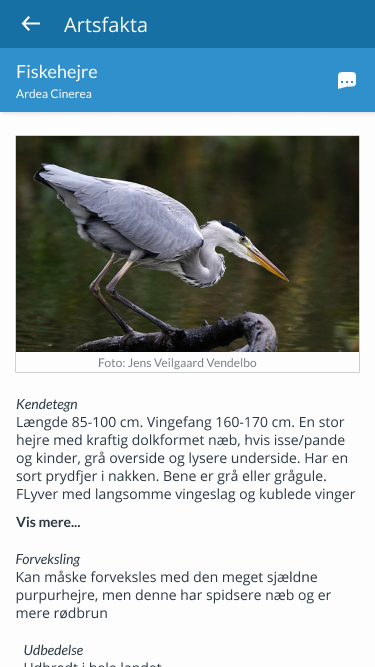 Artsfakta
Fiskehejre
Ardea Cinerea
Foto: Jens Veilgaard Vendelbo
Kendetegn
Længde 85-100 cm. Vingefang 160-170 cm. En stor
hejre med kraftig dolkformet næb, hvis isse/pande
og kinder, grå overside og lysere underside. Har en
sort prydfjer i nakken. Bene er grå eller grågule.
FLyver med langsomme vingeslag og kublede vinger
Vis mere...
Forveksling
Kan måske forveksles med den meget sjældne
purpurhejre, men denne har spidsere næb og er
mere rødbrun
Udbedelse
Udbredt i hele landet